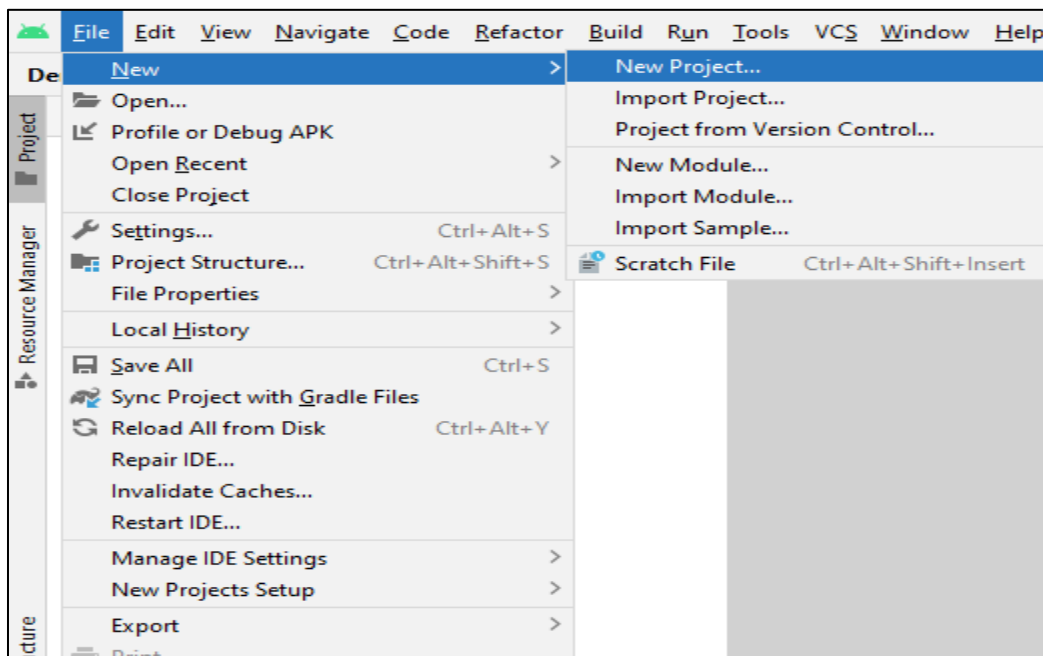 File Edit View Navigate Code Refactor Build Run Tools VCS Window Help
De
New
Open...
Profile or Debug APK
Open Recent
Close Project
Settings... Ctrl+Alt+S
Project Structure... Ctrl+Alt+Shift+S
File Properties
Local History
Save All Ctrl+S
Sync Project with Gradle Files
Reload All from Disk Ctrl+Alt+Y
Repair IDE...
Invalidate Caches...
Restart IDE...
Manage IDE Settings
New Projects Setup
Export
Print...
New Project...
Import Project...
Project from Version Control...
New Module...
Import Module...
Import Sample...
Scratch File Ctrl+Alt+Shift+Insert
Project
Resource Manager
cture